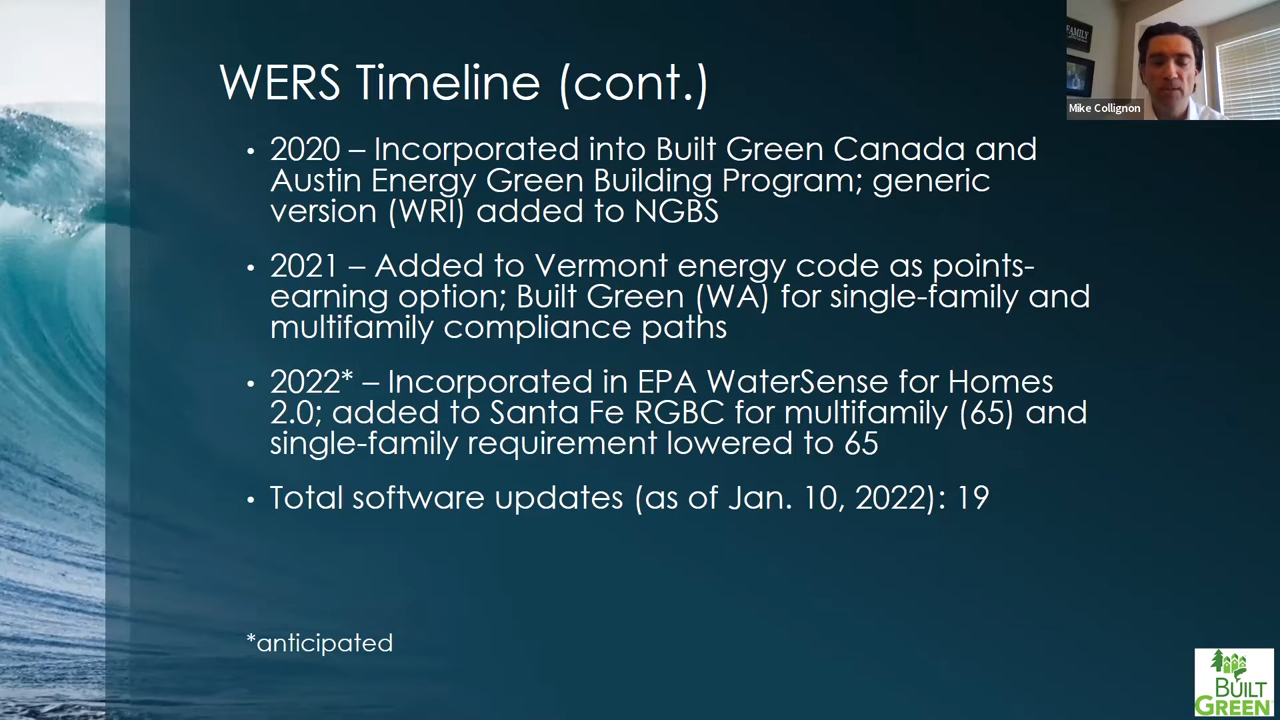 WERS Timeline (cont.)
FAMILY
Mike Collignon
• 2020 – Incorporated into Built Green Canada and
Austin Energy Green Building Program; generic
version (WRI) added to NGBS
• 2021 – Added to Vermont energy code as points-
earning option; Built Green (WA) for single-family and
multifamily compliance paths
• 2022* – Incorporated in EPA WaterSense for Homes
2.0; added to Santa Fe RGBC for multifamily (65) and
single-family requirement lowered to 65
• Total software updates (as of Jan. 10, 2022): 19
*anticipated
BUILT
GREEN